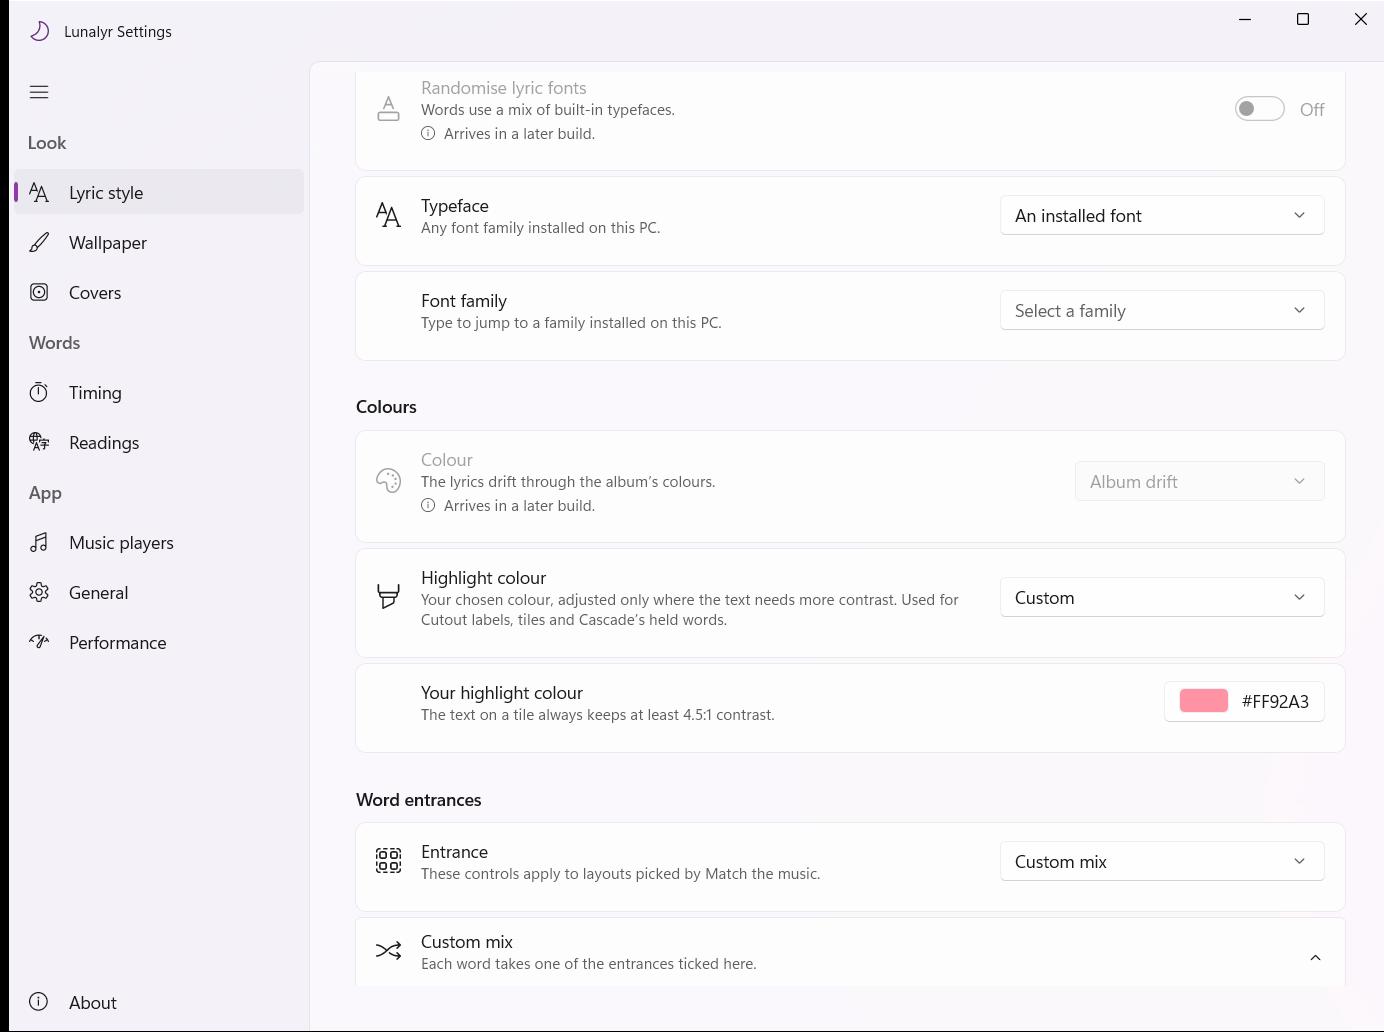 Lunalyr Settings
Look
Lyric style
Wallpaper
Covers
Words
Timing
Readings
App
Music players
General
Performance
About
Randomise lyric fonts
Words use a mix of built-in typefaces.
Arrives in a later build.
Off
Typeface
Any font family installed on this PC.
An installed font
Font family
Type to jump to a family installed on this PC.
Select a family
Colours
Colour
The lyrics drift through the album’s colours.
Arrives in a later build.
Album drift
Highlight colour
Your chosen colour, adjusted only where the text needs more contrast. Used for
Cutout labels, tiles and Cascade’s held words.
Custom
Your highlight colour
The text on a tile always keeps at least 4.5:1 contrast.
#FF92A3
Word entrances
Entrance
These controls apply to layouts picked by Match the music.
Custom mix
Custom mix
Each word takes one of the entrances ticked here.